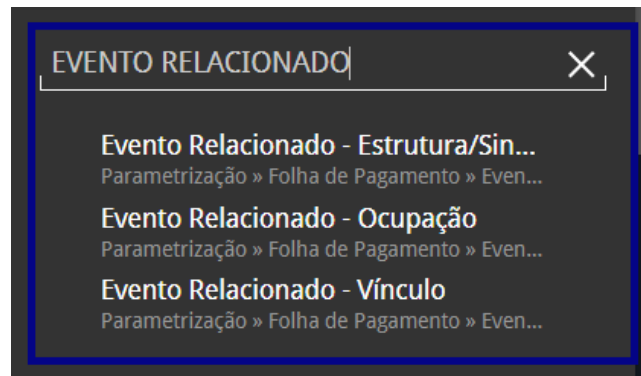 EVENTO RELACIONADO
Evento Relacionado - Estrutura/Sin...
Parametrização » Folha de Pagamento » Even...
Evento Relacionado - Ocupação
Parametrização » Folha de Pagamento » Even...
Evento Relacionado - Vínculo
Parametrização » Folha de Pagamento » Even...